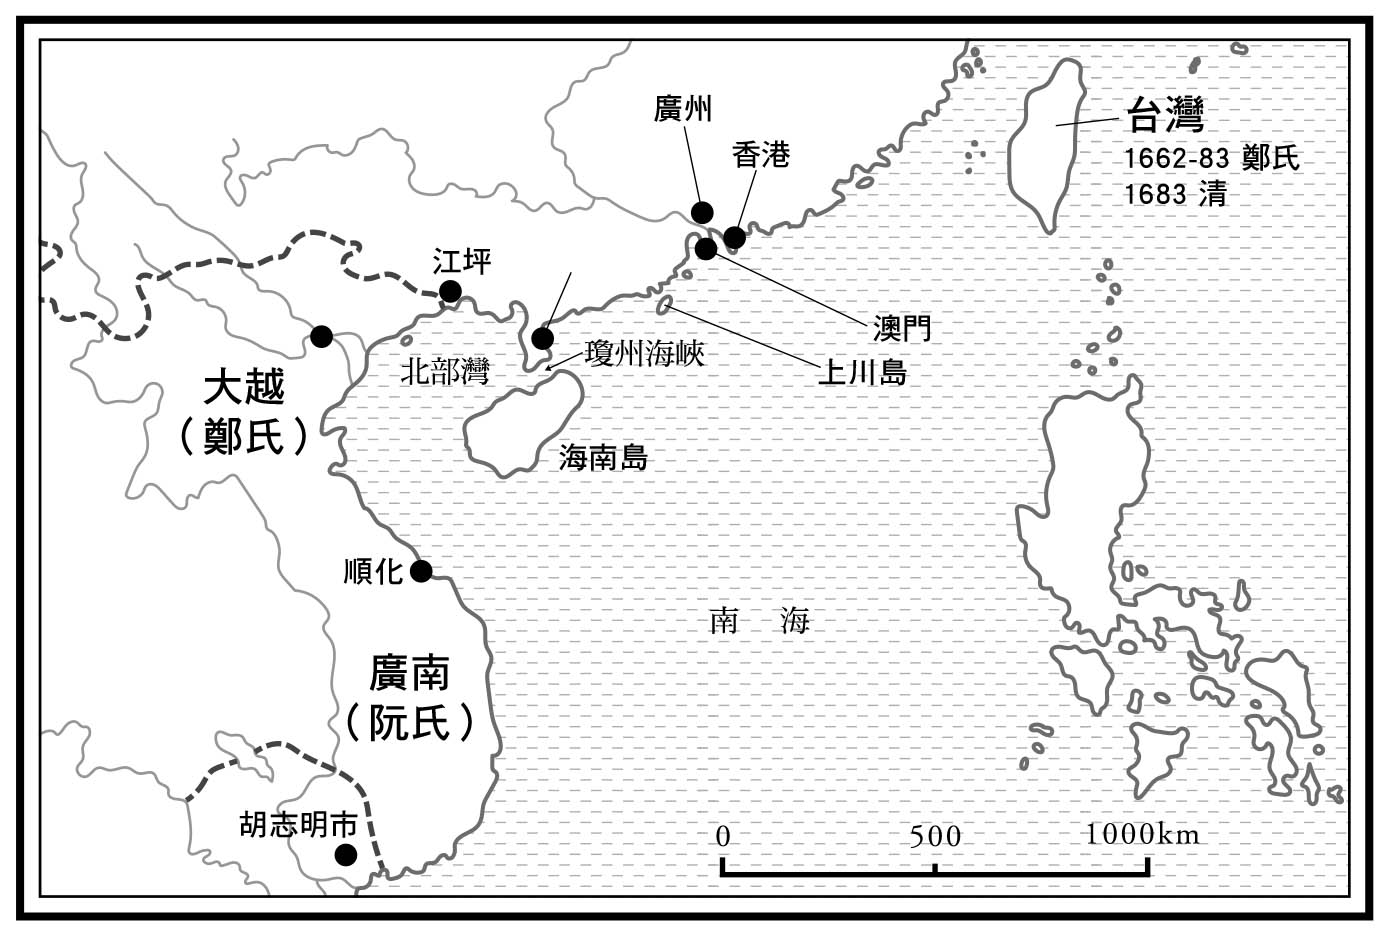 廣州
香港
台灣
1662-83 鄭氏
1683 清
江坪
澳門
瓊州海峽
北部灣
上川島
大越
（鄭氏）
海南島
順化
南海
廣南
（阮氏）
胡志明市
0 500 1000km